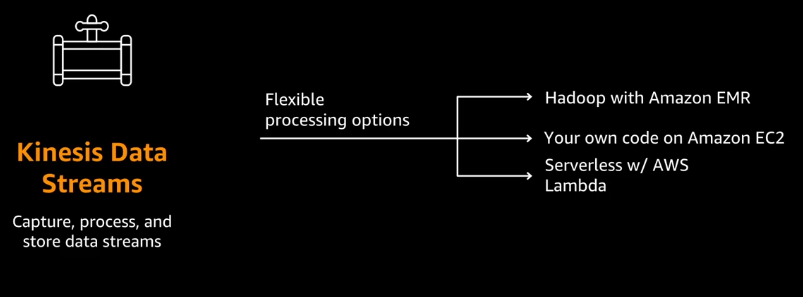 Kinesis Data
Streams
Capture, process, and
store data streams
Flexible
processing options
Hadoop with Amazon EMR
Your own code on Amazon EC2
Serverless w/ AWS
Lambda